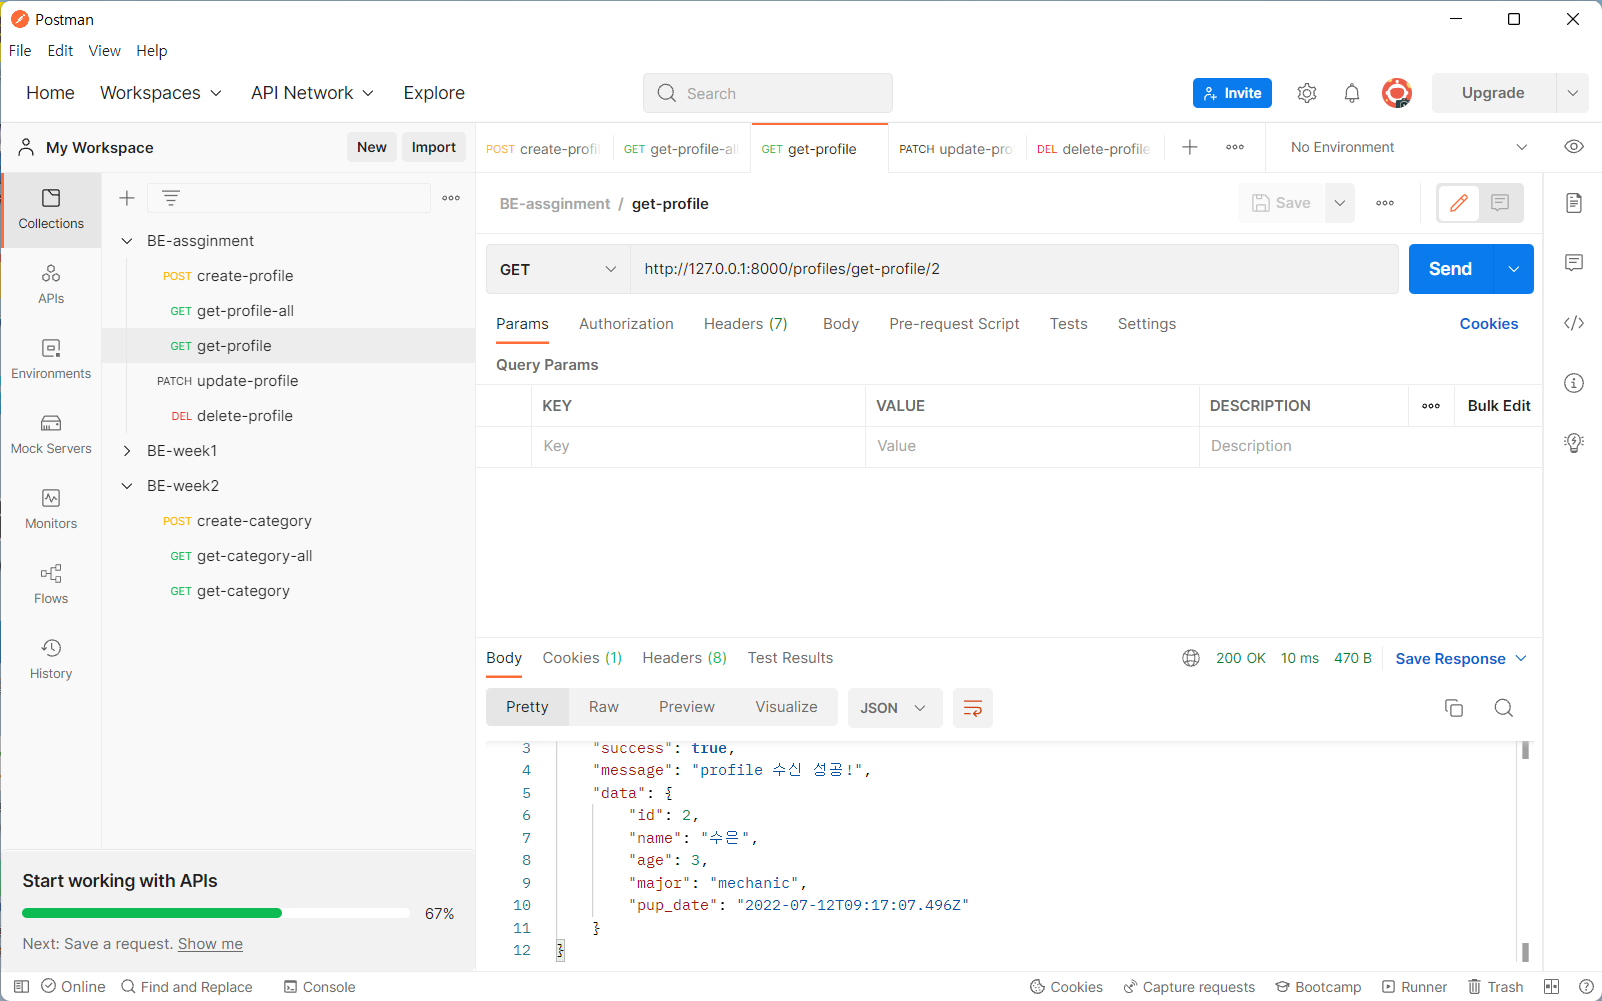 Postman
File Edit View Help
Home Workspaces API Network Explore Search Invite Upgrade
My Workspace New Import
POST create-profi GET get-profile-al GET get-profile PATCH update-pro DEL delete-profile No Environment
Collections
APIs
Environments
Mock Servers
Monitors
Flows
History
BE-assginment
POST create-profile
GET get-profile-all
GET get-profile
PATCH update-profile
DEL delete-profile
BE-week1
BE-week2
POST create-category
GET get-category-all
GET get-category
Start working with APIs
67%
Next: Save a request. Show me
BE-assginment / get-profile Save
GET http://127.0.0.1:8000/profiles/get-profile/2 Send
Params Authorization Headers (7) Body Pre-request Script Tests Settings Cookies
Query Params
KEY VALUE DESCRIPTION Bulk Edit
Key Value Description
Body Cookies (1) Headers (8) Test Results 200 OK 10 ms 470 B Save Response
Pretty Raw Preview Visualize JSON
3 "success": true,
4 "message": "profile 수신 성공!",
5 "data": {
6 "id": 2,
7 "name": "수은",
8 "age": 3,
9 "major": "mechanic",
10 "pup_date": "2022-07-12T09:17:07.496Z"
11 }
12 }
Online Find and Replace Console Cookies Capture requests Bootcamp Runner Trash